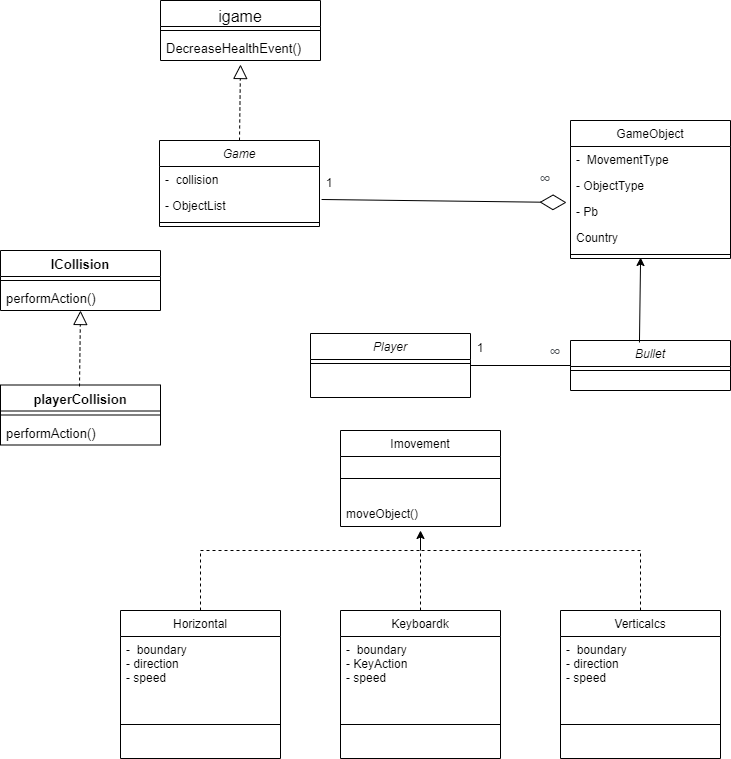 igame
DecreaseHealthEvent()
Game
- collision
- ObjectList
1
∞
GameObject
- MovementType
- ObjectType
- Pb
Country
ICollision
performAction()
playerCollision
performAction()
Player
1
∞
Bullet
Imovement
moveObject()
Horizontal
- boundary
- direction
- speed
Keyboardk
- boundary
- KeyAction
- speed
Verticalcs
- boundary
- direction
- speed